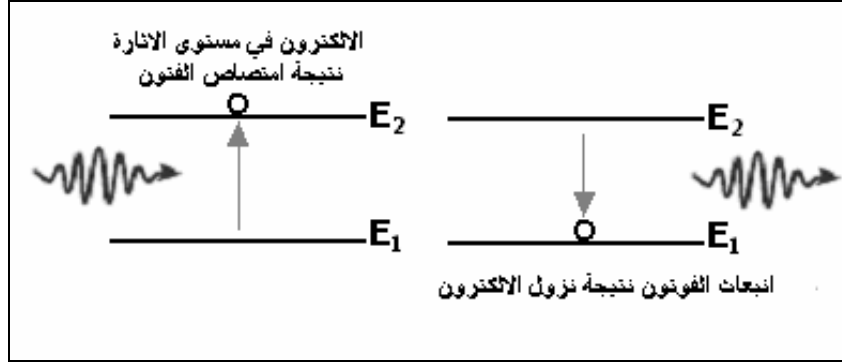 الالكترون في مستوى الاثارة
نتيجة امتصاص الفتون
E2
E2
E1
E1
انبعاث الفوتون نتيجة نزول الالكترون